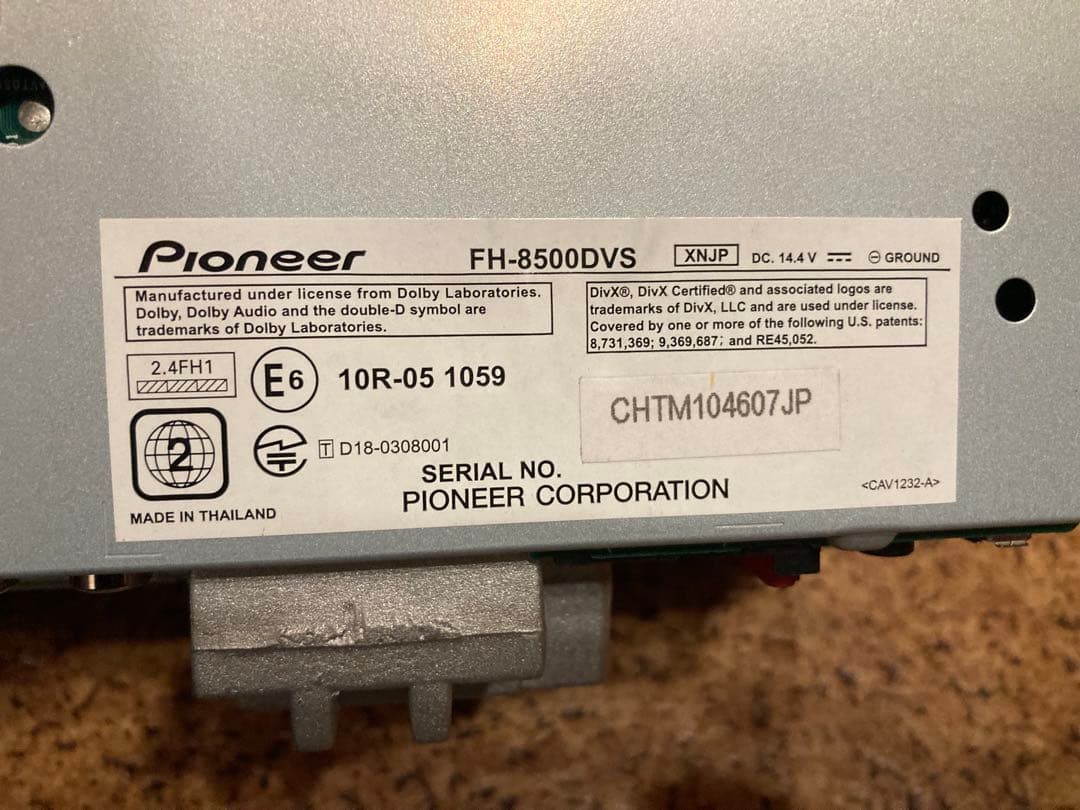 Pioneer FH-8500DVS XNJP DC. 14.4 V ⎓ ⊖ GROUND
Manufactured under license from Dolby Laboratories.
Dolby, Dolby Audio and the double-D symbol are
trademarks of Dolby Laboratories.
DivX®, DivX Certified® and associated logos are
trademarks of DivX, LLC and are used under license.
Covered by one or more of the following U.S. patents:
8,731,369; 9,369,687; and RE45,052.
2.4FH1
E6 10R-05 1059
CHTM104607JP
2
T D18-0308001
SERIAL NO.
PIONEER CORPORATION
<CAV1232-A>
MADE IN THAILAND